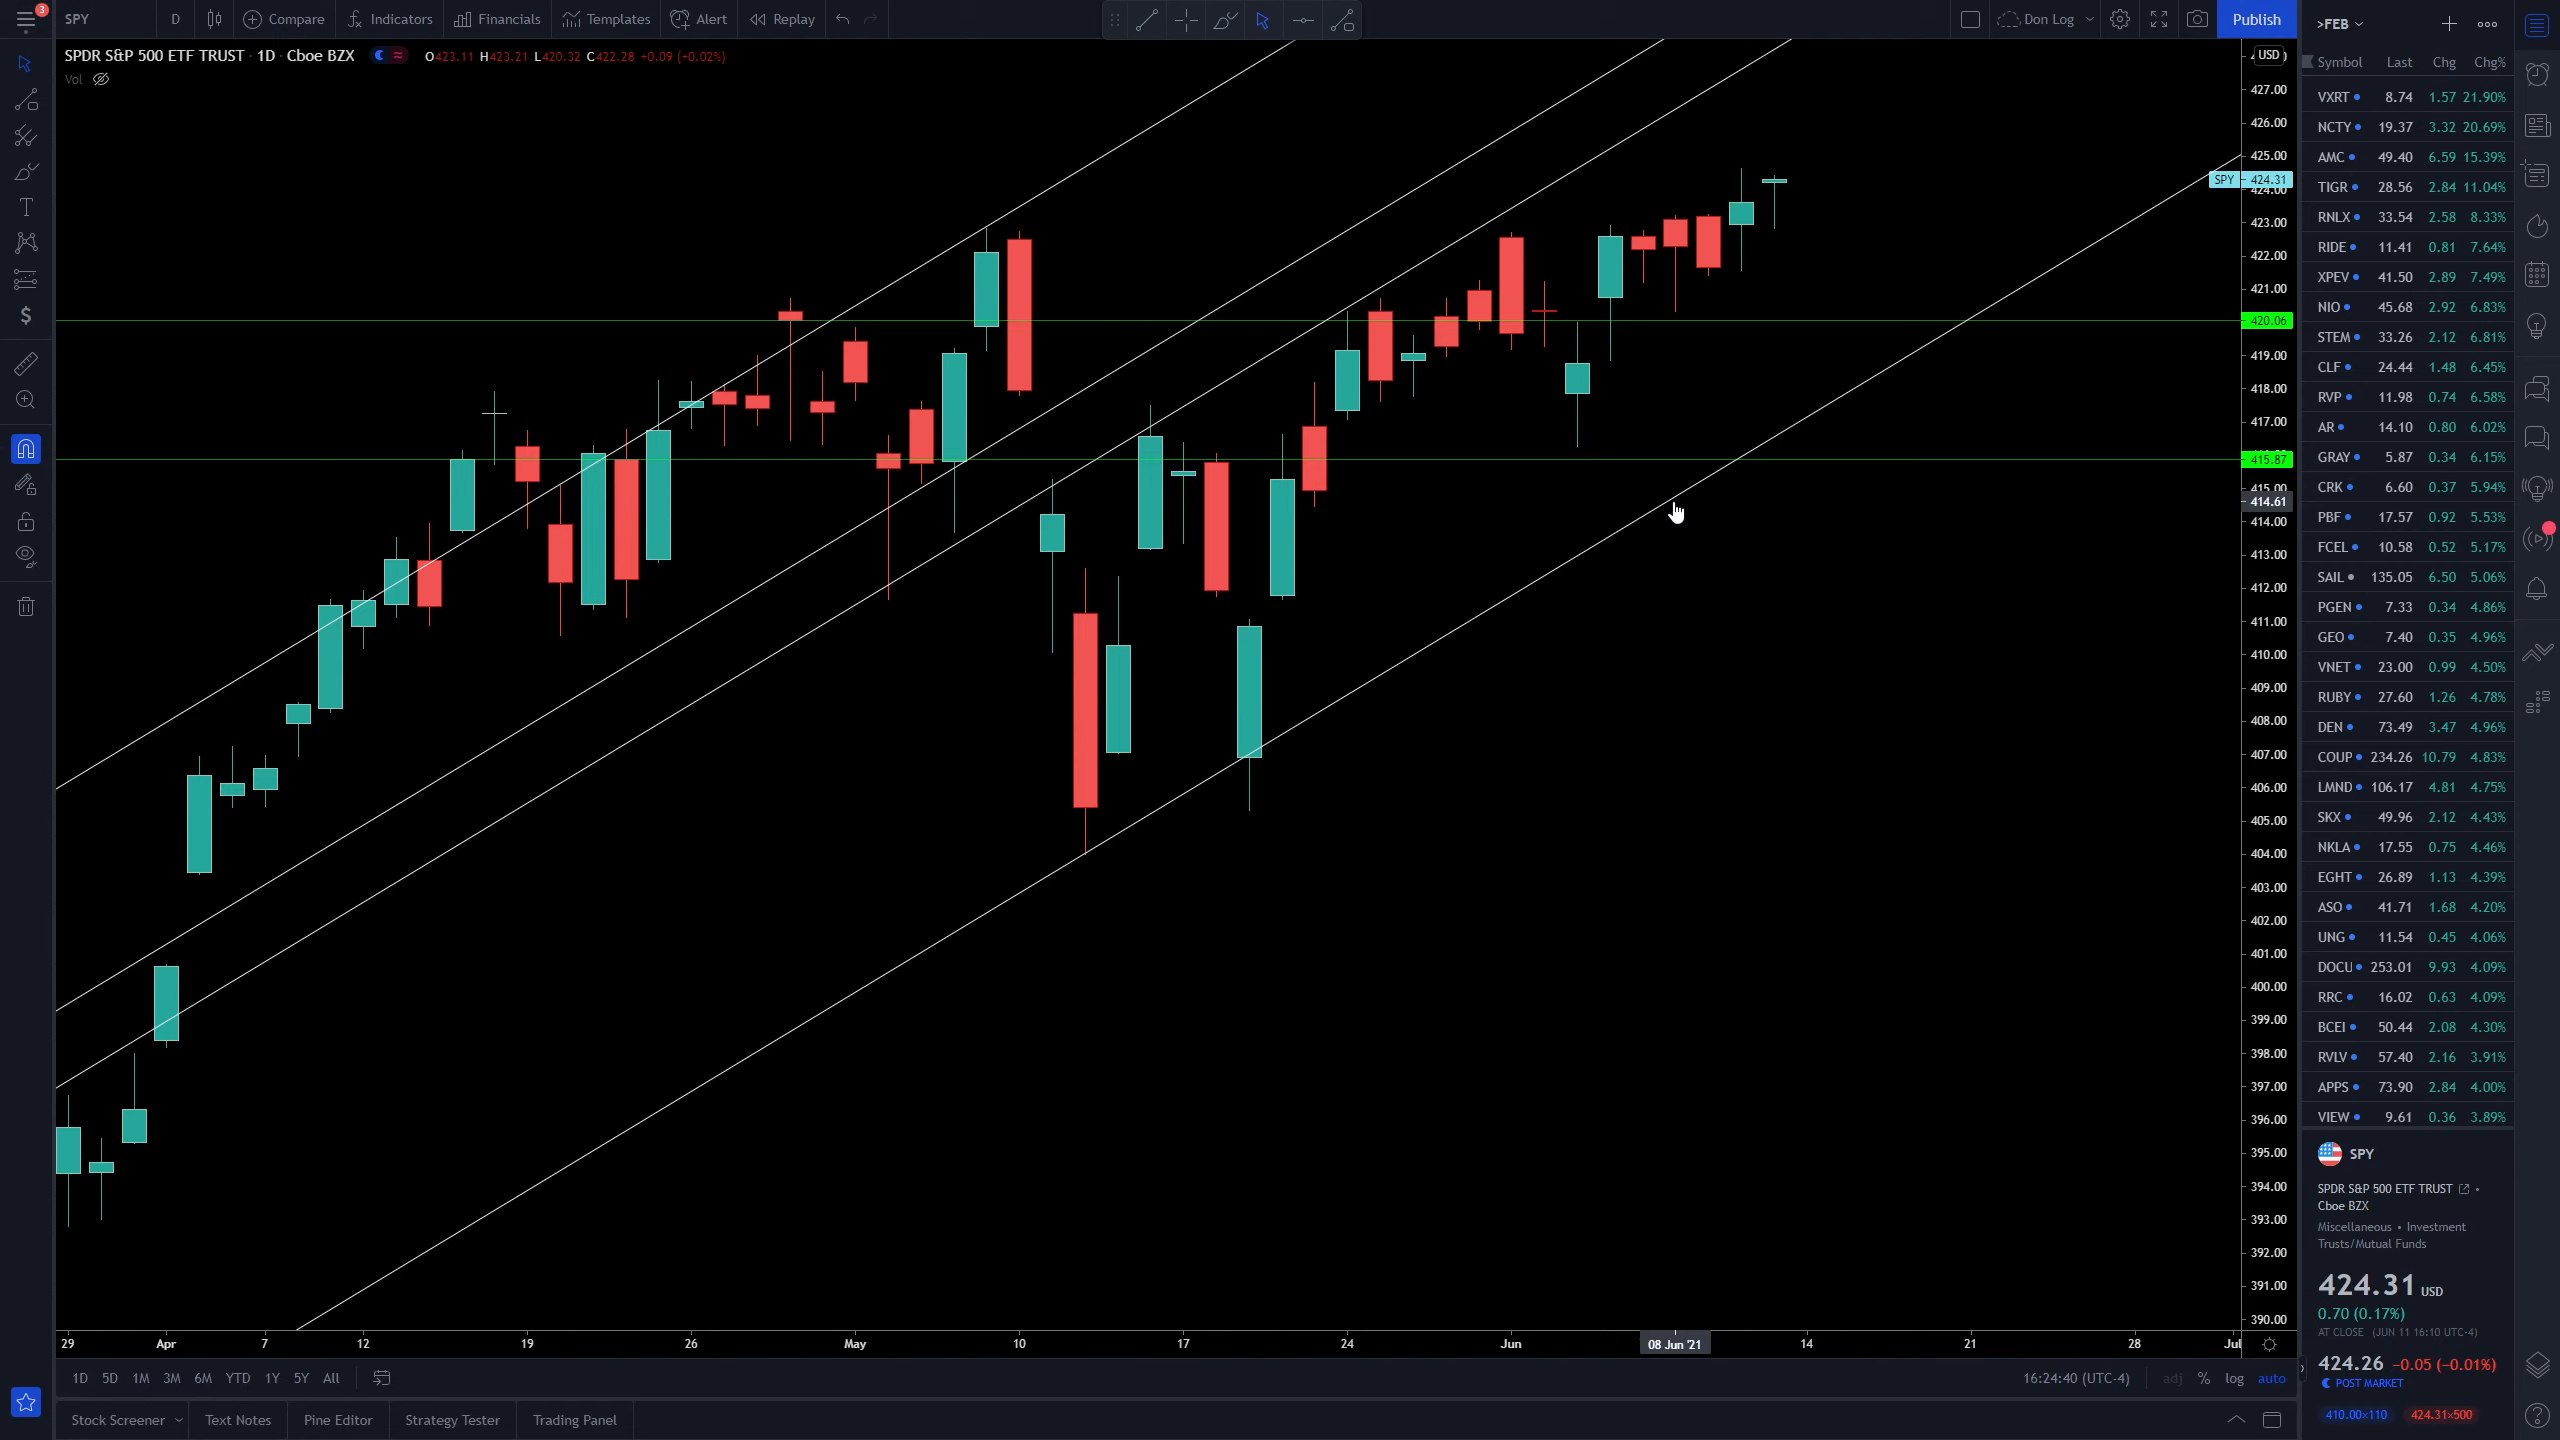 3
SPY
D
Compare
Indicators
Financials
Templates
Alert
Replay
Don Log
Publish
SPDR S&P 500 ETF TRUST · 1D · Cboe BZX
O423.11 H423.21 L420.32 C422.28 -0.09 (+0.02%)
Vol
USD
427.00
426.00
425.00
SPY 424.31
424.00
423.00
422.00
421.00
420.06
419.00
418.00
417.00
415.87
415.00
414.61
414.00
413.00
412.00
411.00
410.00
409.00
408.00
407.00
406.00
405.00
404.00
403.00
402.00
401.00
400.00
399.00
398.00
397.00
396.00
395.00
394.00
393.00
392.00
391.00
390.00
29 Apr 7 12 19 26 May 10 17 24 Jun 08 Jun '21 14 21 28 Jul
1D 5D 1M 3M 6M YTD 1Y 5Y All
16:24:40 (UTC-4) adj % log auto
Stock Screener
Text Notes
Pine Editor
Strategy Tester
Trading Panel
>FEB
Symbol Last Chg Chg%
VXRT 8.74 1.57 21.90%
NCTY 19.37 3.32 20.69%
AMC 49.40 6.59 15.39%
TIGR 28.56 2.84 11.04%
RNLX 33.54 2.58 8.33%
RIDE 11.41 0.81 7.64%
XPEV 41.50 2.89 7.49%
NIO 45.68 2.92 6.83%
STEM 33.26 2.12 6.81%
CLF 24.44 1.48 6.45%
RVP 11.98 0.74 6.58%
AR 14.10 0.80 6.02%
GRAY 5.87 0.34 6.15%
CRK 6.60 0.37 5.94%
PBF 17.57 0.92 5.53%
FCEL 10.58 0.52 5.17%
SAIL 135.05 6.50 5.06%
PGEN 7.33 0.34 4.86%
GEO 7.40 0.35 4.96%
VNET 23.00 0.99 4.50%
RUBY 27.60 1.26 4.78%
DEN 73.49 3.47 4.96%
COUP 234.26 10.79 4.83%
LMND 106.17 4.81 4.75%
SKX 49.96 2.12 4.43%
NKLA 17.55 0.75 4.46%
EGHT 26.89 1.13 4.39%
ASO 41.71 1.68 4.20%
UNG 11.54 0.45 4.06%
DOCU 253.01 9.93 4.09%
RRC 16.02 0.63 4.09%
BCEI 50.44 2.08 4.30%
RVLV 57.40 2.16 3.91%
APPS 73.90 2.84 4.00%
VIEW 9.61 0.36 3.89%
SPY
SPDR S&P 500 ETF TRUST •
Cboe BZX
Miscellaneous • Investment
Trusts/Mutual Funds
424.31 USD
0.70 (0.17%)
AT CLOSE (JUN 11 16:10 UTC-4)
424.26 −0.05 (−0.01%)
POST MARKET
410.00×110 424.31×500